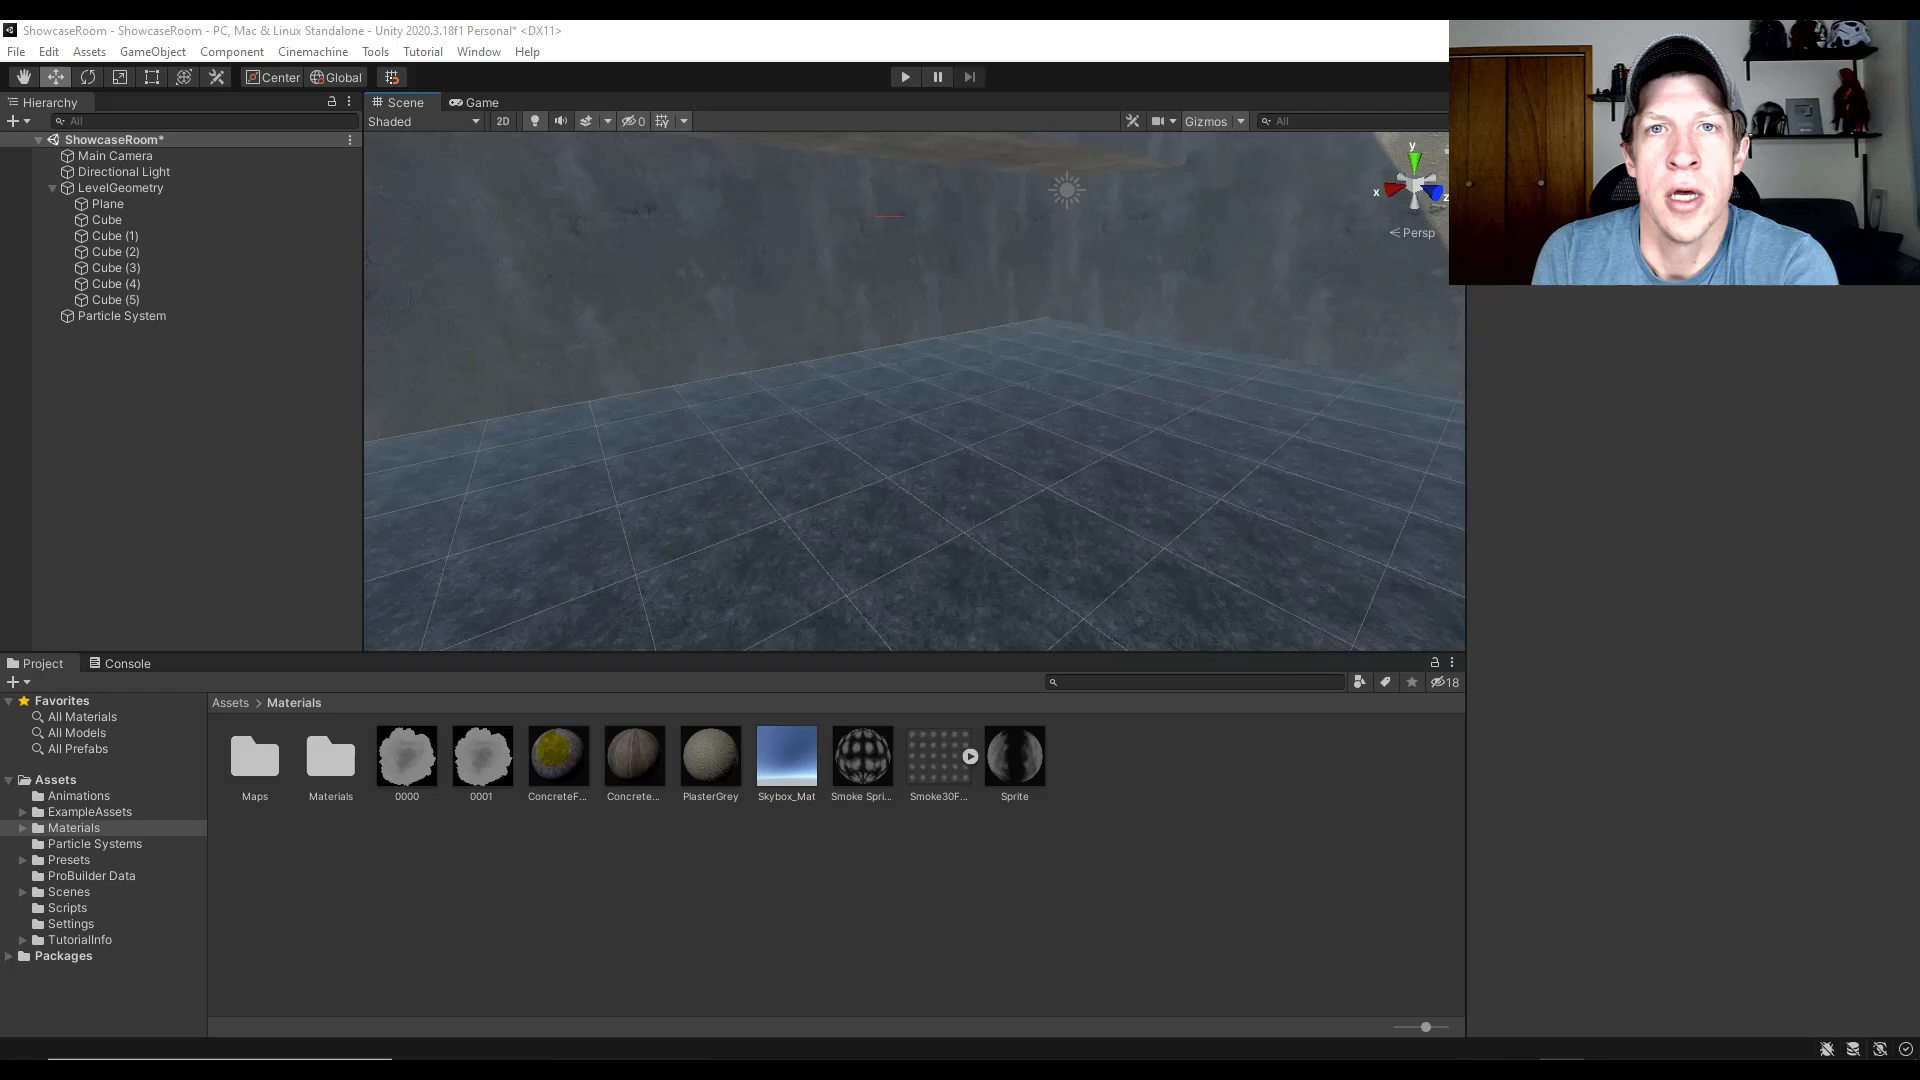 ShowcaseRoom - ShowcaseRoom - PC, Mac & Linux Standalone - Unity 2020.3.18f1 Personal* <DX11>
File Edit Assets GameObject Component Cinemachine Tools Tutorial Window Help
Center Global
Hierarchy
All
ShowcaseRoom*
Main Camera
Directional Light
LevelGeometry
Plane
Cube
Cube (1)
Cube (2)
Cube (3)
Cube (4)
Cube (5)
Particle System
Scene Game
Shaded 2D 0 Gizmos All
y
x
z
Persp
Project Console
18
Favorites
All Materials
All Models
All Prefabs
Assets
Animations
ExampleAssets
Materials
Particle Systems
Presets
ProBuilder Data
Scenes
Scripts
Settings
TutorialInfo
Packages
Assets > Materials
Maps Materials 0000 0001 ConcreteF... Concrete... PlasterGrey Skybox_Mat Smoke Spri... Smoke30F... Sprite